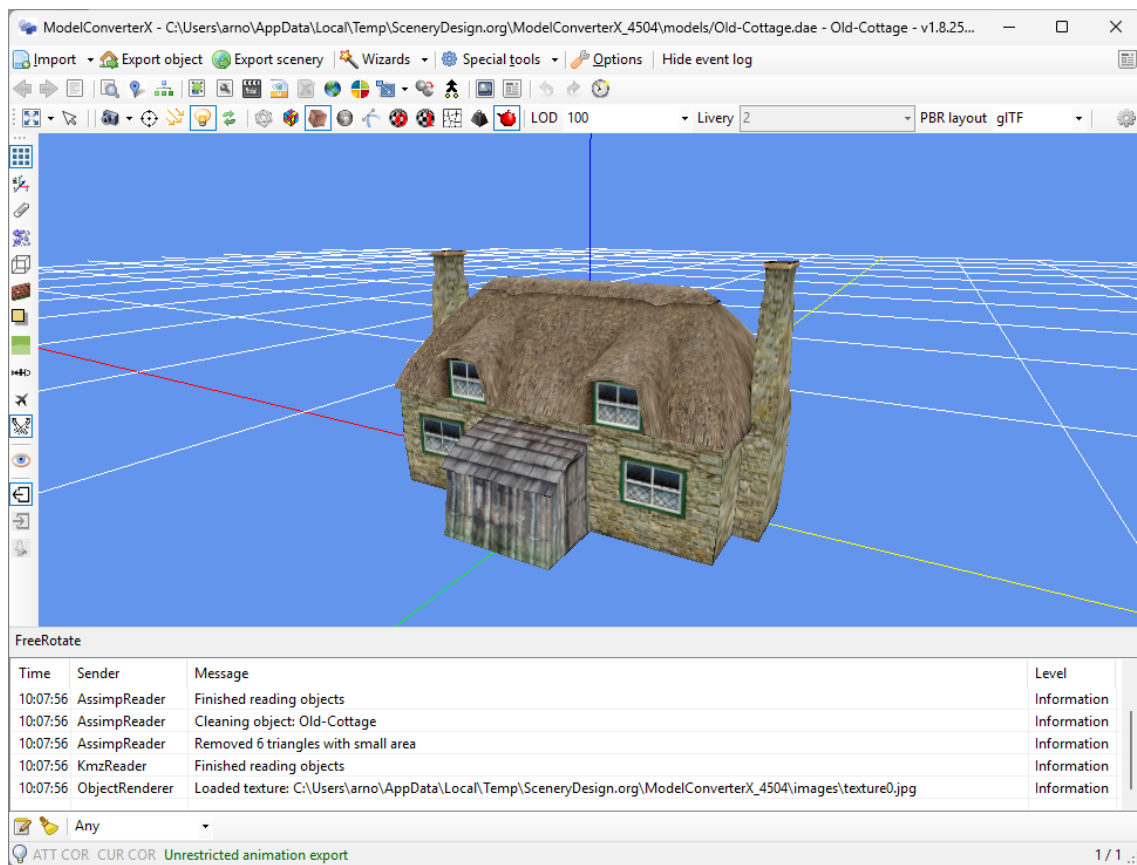 ModelConverterX - C:\Users\arno\AppData\Local\Temp\SceneryDesign.org\ModelConverterX_4504\models/Old-Cottage.dae - Old-Cottage - v1.8.25...
Import Export object Export scenery Wizards Special tools Options Hide event log
LOD 100 Livery 2 PBR layout glTF
FreeRotate
Time Sender Message Level
10:07:56 AssimpReader Finished reading objects Information
10:07:56 AssimpReader Cleaning object: Old-Cottage Information
10:07:56 AssimpReader Removed 6 triangles with small area Information
10:07:56 KmzReader Finished reading objects Information
10:07:56 ObjectRenderer Loaded texture: C:\Users\arno\AppData\Local\Temp\SceneryDesign.org\ModelConverterX_4504\images\texture0.jpg Information
Any
ATT COR CUR COR Unrestricted animation export 1 / 1